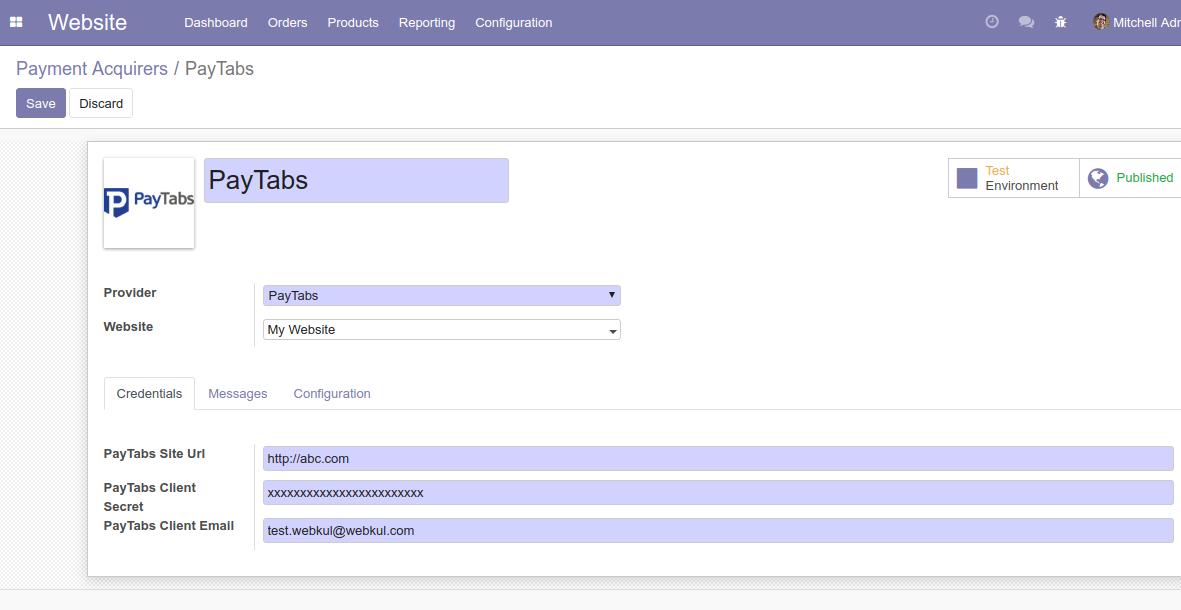 Website Dashboard Orders Products Reporting Configuration Mitchell Adr
Payment Acquirers / PayTabs
Save Discard
PayTabs
PayTabs
Test
Environment
Published
Provider PayTabs
Website My Website
Credentials Messages Configuration
PayTabs Site Url http://abc.com
PayTabs Client
Secret
xxxxxxxxxxxxxxxxxxxxxxxx
PayTabs Client Email test.webkul@webkul.com